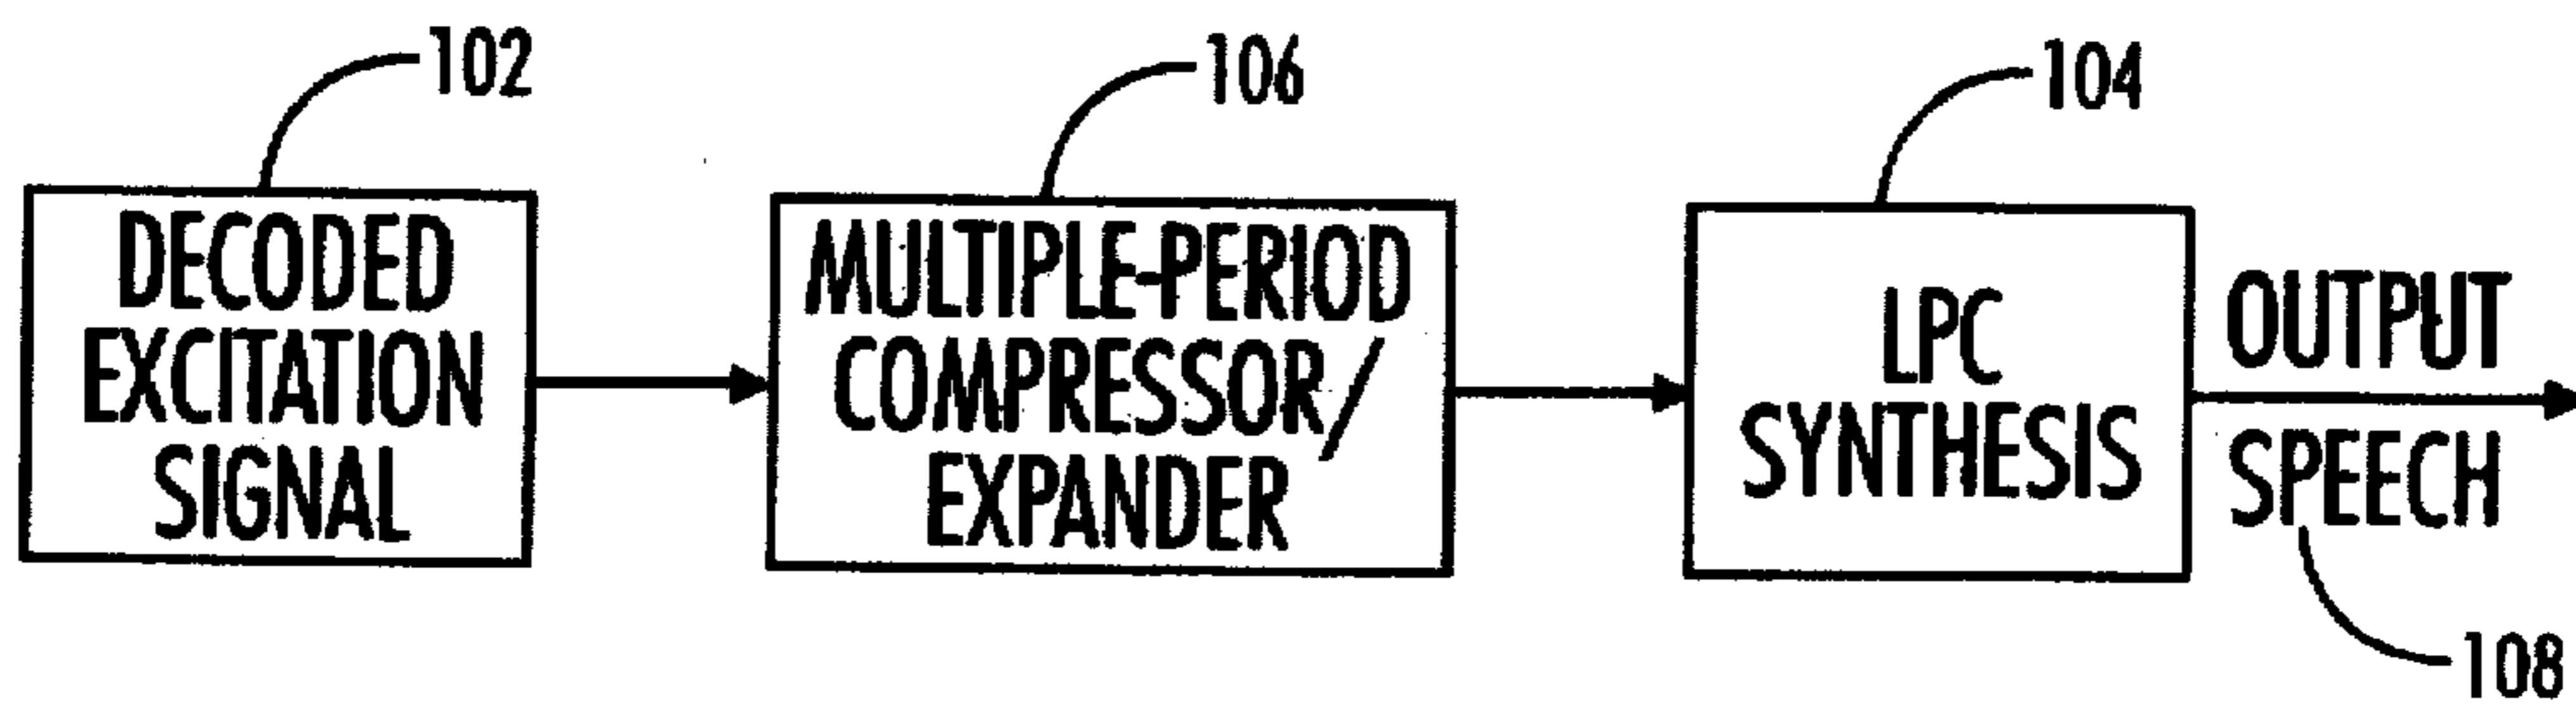 102
106
104
DECODED
EXCITATION
SIGNAL
MULTIPLE-PERIOD
COMPRESSOR/
EXPANDER
LPC
SYNTHESIS
OUTPUT
SPEECH
108